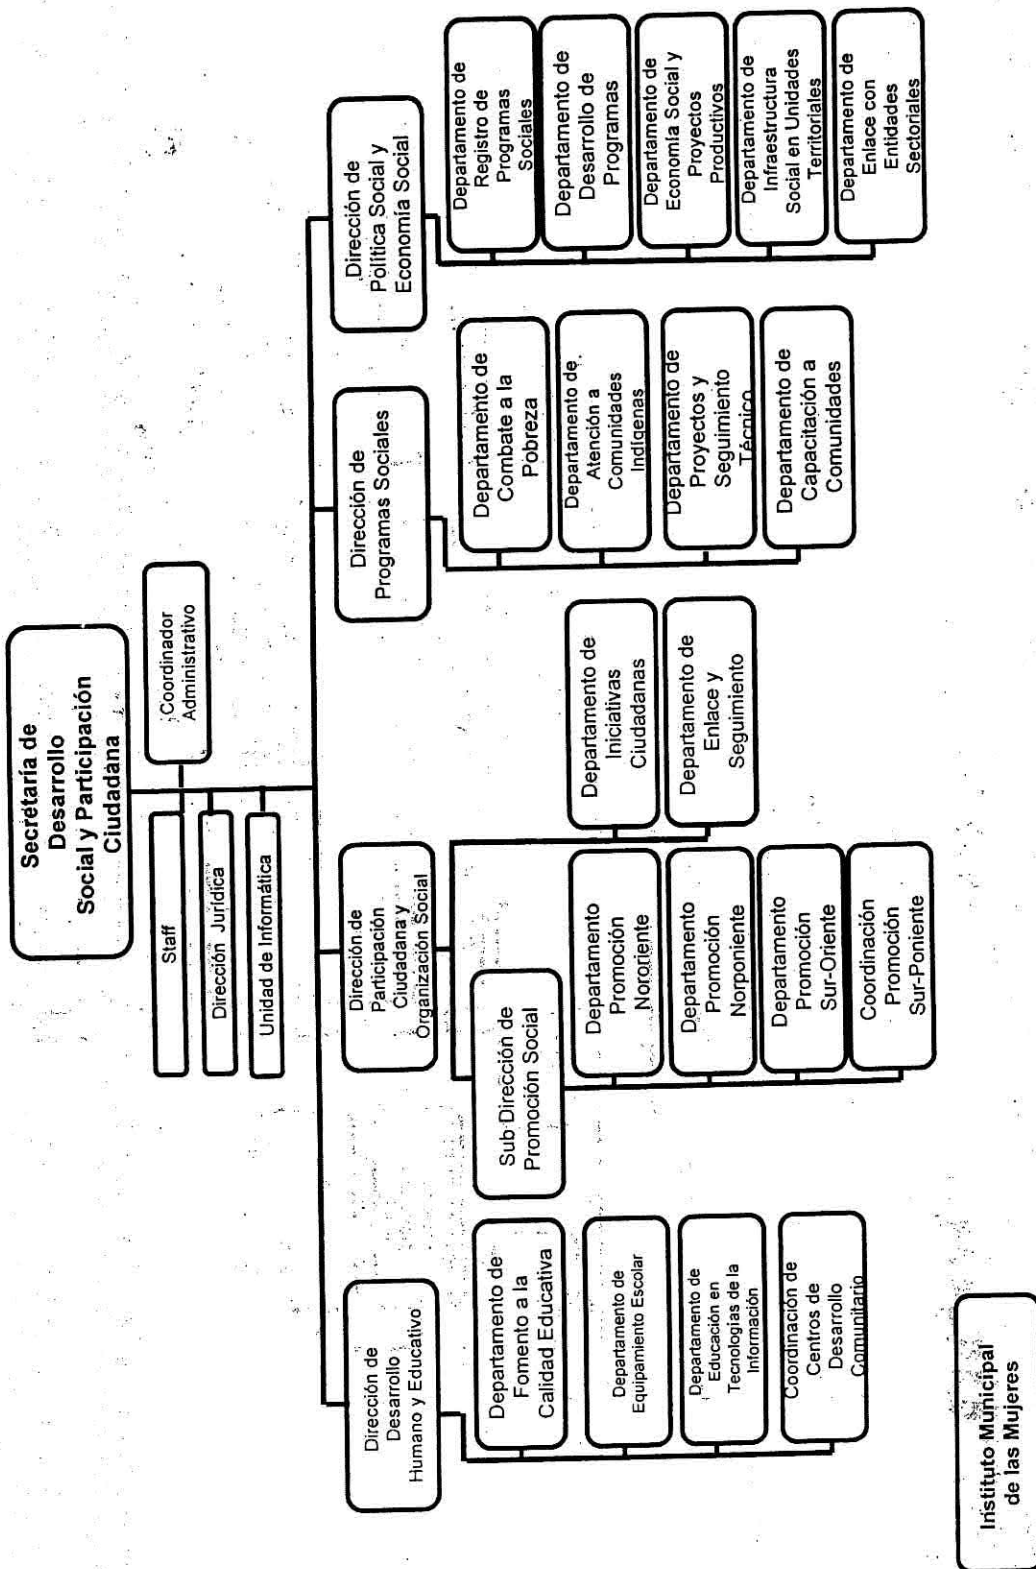 Secretaría de
Desarrollo
Social y Participación
Ciudadana
Coordinador
Administrativo
Staff
Dirección Jurídica
Unidad de Informática
Dirección de
Desarrollo
Humano y Educativo
Departamento de
Fomento a la
Calidad Educativa
Departamento de
Equipamiento Escolar
Departamento de
Educación en
Tecnologías de la
Información
Coordinación de
Centros de
Desarrollo
Comunitario
Dirección de
Participación
Ciudadana y
Organización Social
Sub-Dirección de
Promoción Social
Departamento
Promoción
Nororiente
Departamento
Promoción
Norponiente
Departamento
Promoción
Sur-Oriente
Coordinación
Promoción
Sur-Poniente
Departamento de
Iniciativas
Ciudadanas
Departamento de
Enlace y
Seguimiento
Dirección de
Programas Sociales
Departamento de
Combate a la
Pobreza
Departamento de
Atención a
Comunidades
Indígenas
Departamento de
Proyectos y
Seguimiento
Técnico
Departamento de
Capacitación a
Comunidades
Dirección de
Política Social y
Economía Social
Departamento de
Registro de
Programas
Sociales
Departamento de
Desarrollo de
Programas
Departamento de
Economía Social y
Proyectos
Productivos
Departamento de
Infraestructura
Social en Unidades
Territoriales
Departamento de
Enlace con
Entidades
Sectoriales
Instituto Municipal
de las Mujeres